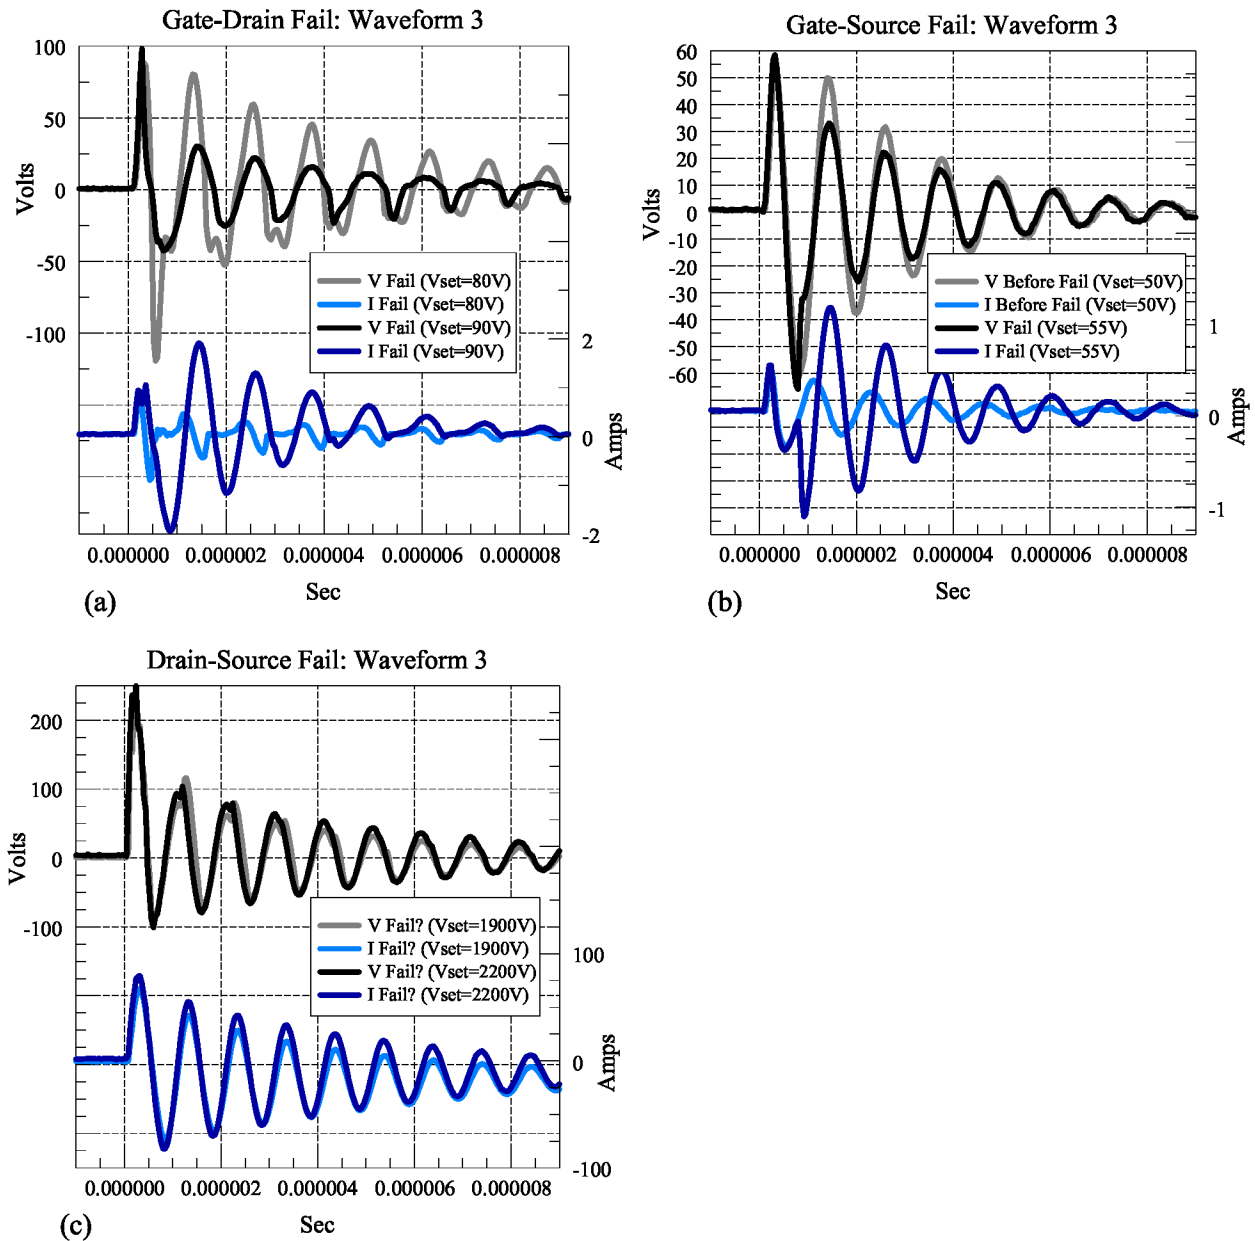 Gate-Drain Fail: Waveform 3
100
50
0
-50
-100
Volts
V Fail (Vset=80V)
I Fail (Vset=80V)
V Fail (Vset=90V)
I Fail (Vset=90V)
2
0
-2
Amps
0.000000 0.000002 0.000004 0.000006 0.000008
Sec
(a)
Gate-Source Fail: Waveform 3
60
50
40
30
20
10
0
-10
-20
-30
-40
-50
-60
Volts
V Before Fail (Vset=50V)
I Before Fail (Vset=50V)
V Fail (Vset=55V)
I Fail (Vset=55V)
1
0
-1
Amps
0.000000 0.000002 0.000004 0.000006 0.000008
Sec
(b)
Drain-Source Fail: Waveform 3
200
100
0
-100
Volts
V Fail? (Vset=1900V)
I Fail? (Vset=1900V)
V Fail? (Vset=2200V)
I Fail? (Vset=2200V)
100
0
-100
Amps
0.000000 0.000002 0.000004 0.000006 0.000008
Sec
(c)